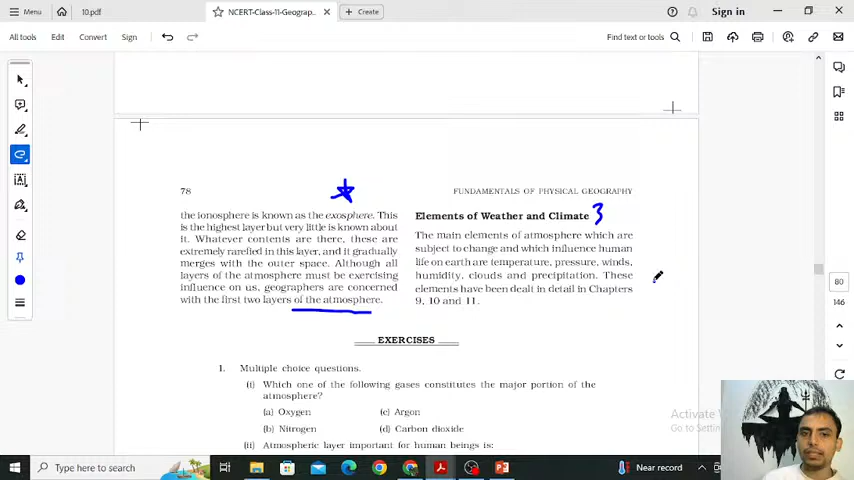 Menu
10.pdf
NCERT-Class-11-Geograp...
Create
Sign in
All tools
Edit
Convert
Sign
Find text or tools
78
FUNDAMENTALS OF PHYSICAL GEOGRAPHY
the ionosphere is known as the exosphere. This
is the highest layer but very little is known about
it. Whatever contents are there, these are
extremely rarefied in this layer, and it gradually
merges with the outer space. Although all
layers of the atmosphere must be exercising
influence on us, geographers are concerned
with the first two layers of the atmosphere.
Elements of Weather and Climate 3
The main elements of atmosphere which are
subject to change and which influence human
life on earth are temperature, pressure, winds,
humidity, clouds and precipitation. These
elements have been dealt in detail in Chapters
9, 10 and 11.
EXERCISES
1. Multiple choice questions.
(i) Which one of the following gases constitutes the major portion of the
atmosphere?
(a) Oxygen (c) Argon
(b) Nitrogen (d) Carbon dioxide
(ii) Atmospheric layer important for human beings is:
80
146
Activate W
Go to Setting
Type here to search
Near record